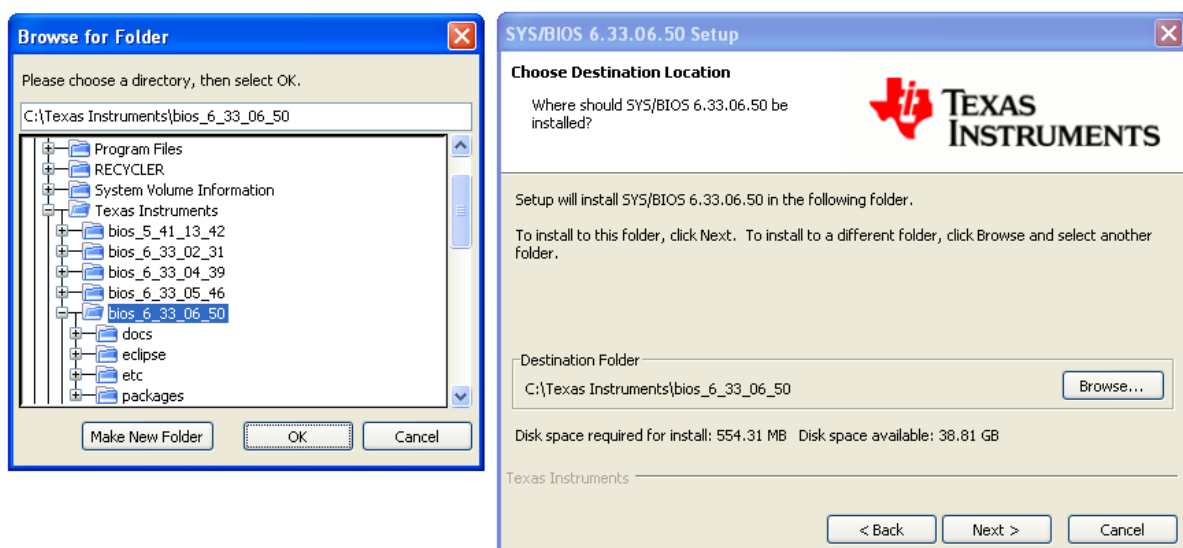 Browse for Folder
Please choose a directory, then select OK.
C:\Texas Instruments\bios_6_33_06_50
Program Files
RECYCLER
System Volume Information
Texas Instruments
bios_5_41_13_42
bios_6_33_02_31
bios_6_33_04_39
bios_6_33_05_46
bios_6_33_06_50
docs
eclipse
etc
packages
Make New Folder
OK
Cancel
SYS/BIOS 6.33.06.50 Setup
Choose Destination Location
Where should SYS/BIOS 6.33.06.50 be
installed?
TEXAS
INSTRUMENTS
Setup will install SYS/BIOS 6.33.06.50 in the following folder.
To install to this folder, click Next. To install to a different folder, click Browse and select another
folder.
Destination Folder
C:\Texas Instruments\bios_6_33_06_50
Browse...
Disk space required for install: 554.31 MB Disk space available: 38.81 GB
Texas Instruments
< Back
Next >
Cancel